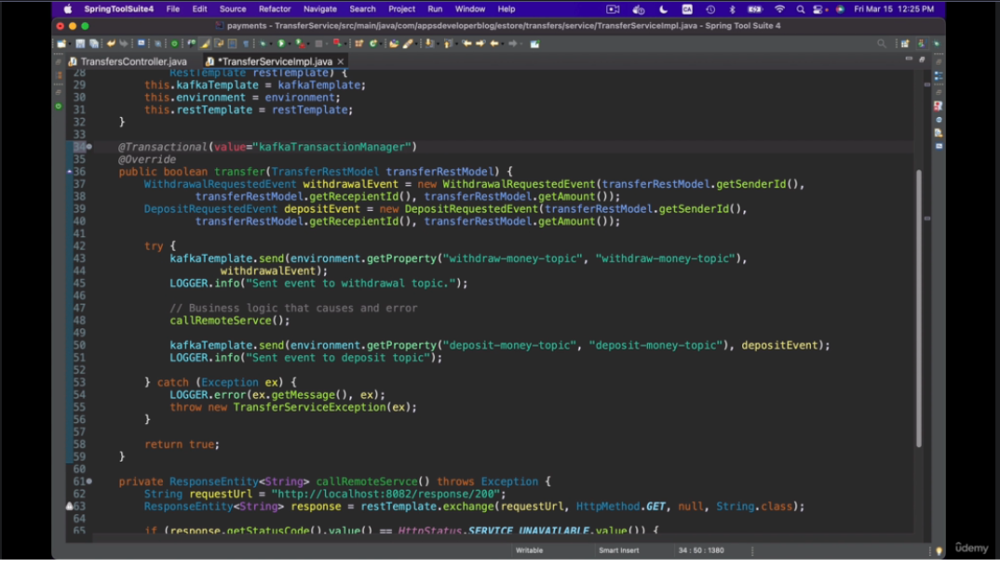 SpringToolSuite4 File Edit Source Refactor Navigate Search Project Run Window Help CA Fri Mar 15 12:25 PM
payments - TransferService/src/main/java/com/appsdeveloperblog/estore/transfers/service/TransferServiceImpl.java - Spring Tool Suite 4
TransfersController.java *TransferServiceImpl.java
28 RestTemplate restTemplate) {
29 this.kafkaTemplate = kafkaTemplate;
30 this.environment = environment;
31 this.restTemplate = restTemplate;
32 }
33
34 @Transactional(value="kafkaTransactionManager")
35 @Override
36 public boolean transfer(TransferRestModel transferRestModel) {
37 WithdrawalRequestedEvent withdrawalEvent = new WithdrawalRequestedEvent(transferRestModel.getSenderId(),
38 transferRestModel.getRecepientId(), transferRestModel.getAmount());
39 DepositRequestedEvent depositEvent = new DepositRequestedEvent(transferRestModel.getSenderId(),
40 transferRestModel.getRecepientId(), transferRestModel.getAmount());
41
42 try {
43 kafkaTemplate.send(environment.getProperty("withdraw-money-topic", "withdraw-money-topic"),
44 withdrawalEvent);
45 LOGGER.info("Sent event to withdrawal topic.");
46
47 // Business logic that causes and error
48 callRemoteServce();
49
50 kafkaTemplate.send(environment.getProperty("deposit-money-topic", "deposit-money-topic"), depositEvent);
51 LOGGER.info("Sent event to deposit topic");
52
53 } catch (Exception ex) {
54 LOGGER.error(ex.getMessage(), ex);
55 throw new TransferServiceException(ex);
56 }
57
58 return true;
59 }
60
61 private ResponseEntity<String> callRemoteServce() throws Exception {
62 String requestUrl = "http://localhost:8082/response/200";
63 ResponseEntity<String> response = restTemplate.exchange(requestUrl, HttpMethod.GET, null, String.class);
64
65 if (response.getStatusCode().value() == HttpStatus.SERVICE_UNAVAILABLE.value()) {
Writable Smart Insert 34 : 50 : 1380
ûdemy